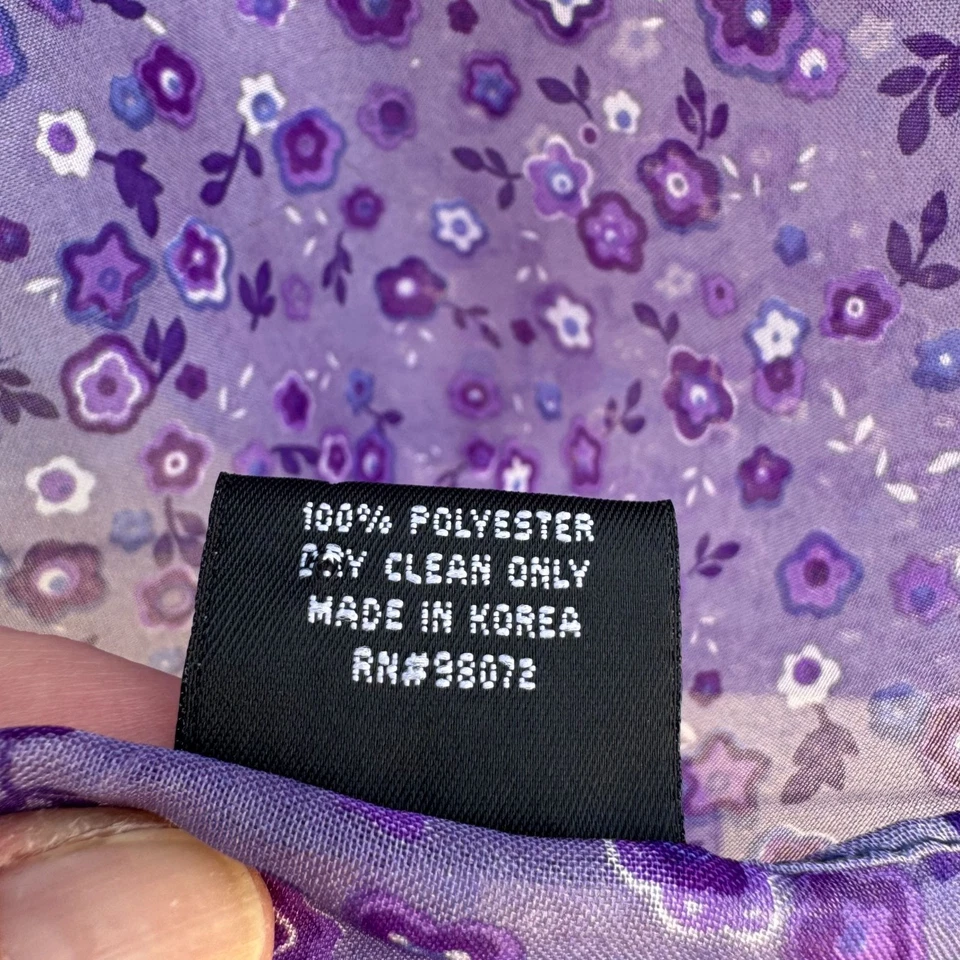 100% POLYESTER
DRY CLEAN ONLY
MADE IN KOREA
RN#98072